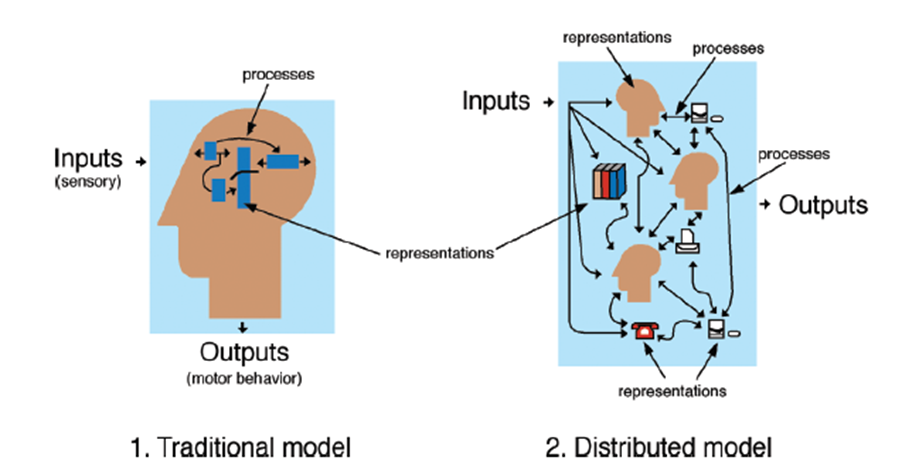 processes
Inputs
(sensory)
representations
Outputs
(motor behavior)
1. Traditional model
representations
processes
Inputs
processes
Outputs
representations
2. Distributed model